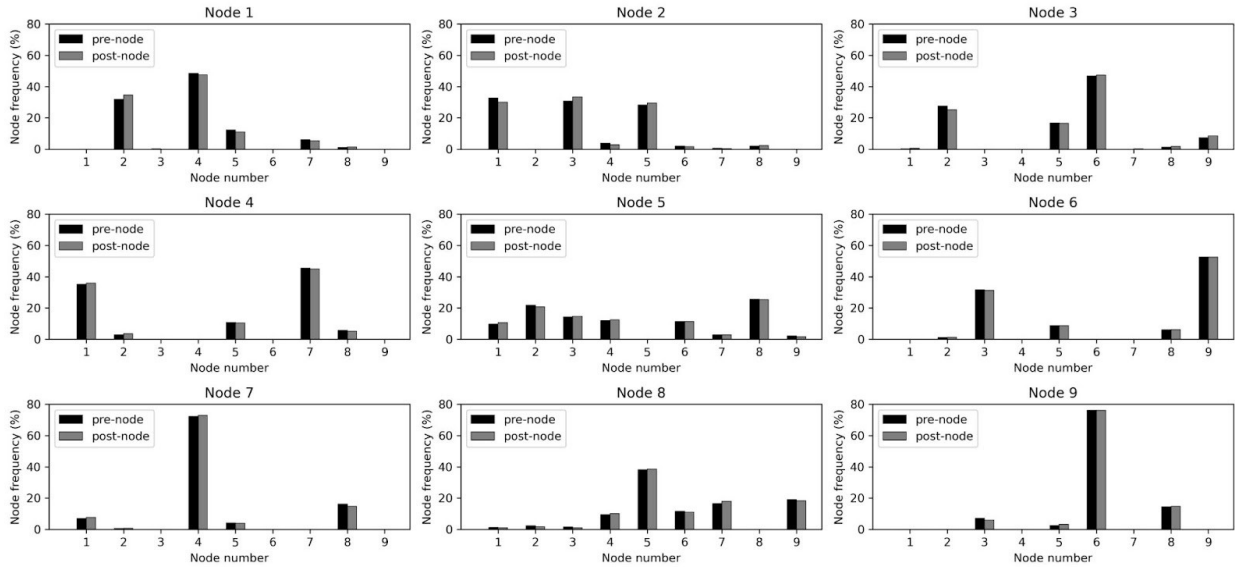 Node 1
Node frequency (%)
80
60
40
20
0
pre-node
post-node
1 2 3 4 5 6 7 8 9
Node number
Node 2
Node frequency (%)
80
60
40
20
0
pre-node
post-node
1 2 3 4 5 6 7 8 9
Node number
Node 3
Node frequency (%)
80
60
40
20
0
pre-node
post-node
1 2 3 4 5 6 7 8 9
Node number
Node 4
Node frequency (%)
80
60
40
20
0
pre-node
post-node
1 2 3 4 5 6 7 8 9
Node number
Node 5
Node frequency (%)
80
60
40
20
0
pre-node
post-node
1 2 3 4 5 6 7 8 9
Node number
Node 6
Node frequency (%)
80
60
40
20
0
pre-node
post-node
1 2 3 4 5 6 7 8 9
Node number
Node 7
Node frequency (%)
80
60
40
20
0
pre-node
post-node
1 2 3 4 5 6 7 8 9
Node number
Node 8
Node frequency (%)
80
60
40
20
0
pre-node
post-node
1 2 3 4 5 6 7 8 9
Node number
Node 9
Node frequency (%)
80
60
40
20
0
pre-node
post-node
1 2 3 4 5 6 7 8 9
Node number